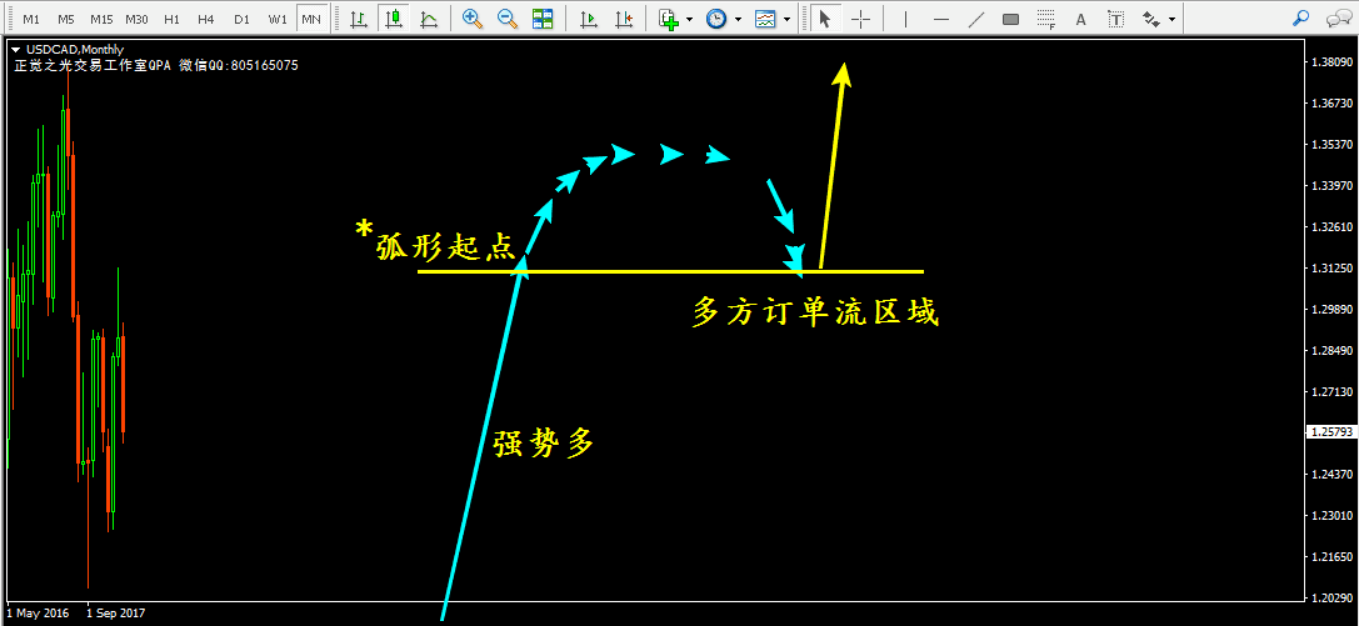 M1 M5 M15 M30 H1 H4 D1 W1 MN
A T
USDCAD,Monthly
正觉之光交易工作室QPA 微信QQ:805165075
1.38090
1.36730
1.35370
1.33970
*弧形起点
1.32610
1.31250
多方订单流区域
1.29890
1.28490
1.27130
强势多
1.25793
1.24370
1.23010
1.21650
1.20290
1 May 2016 1 Sep 2017